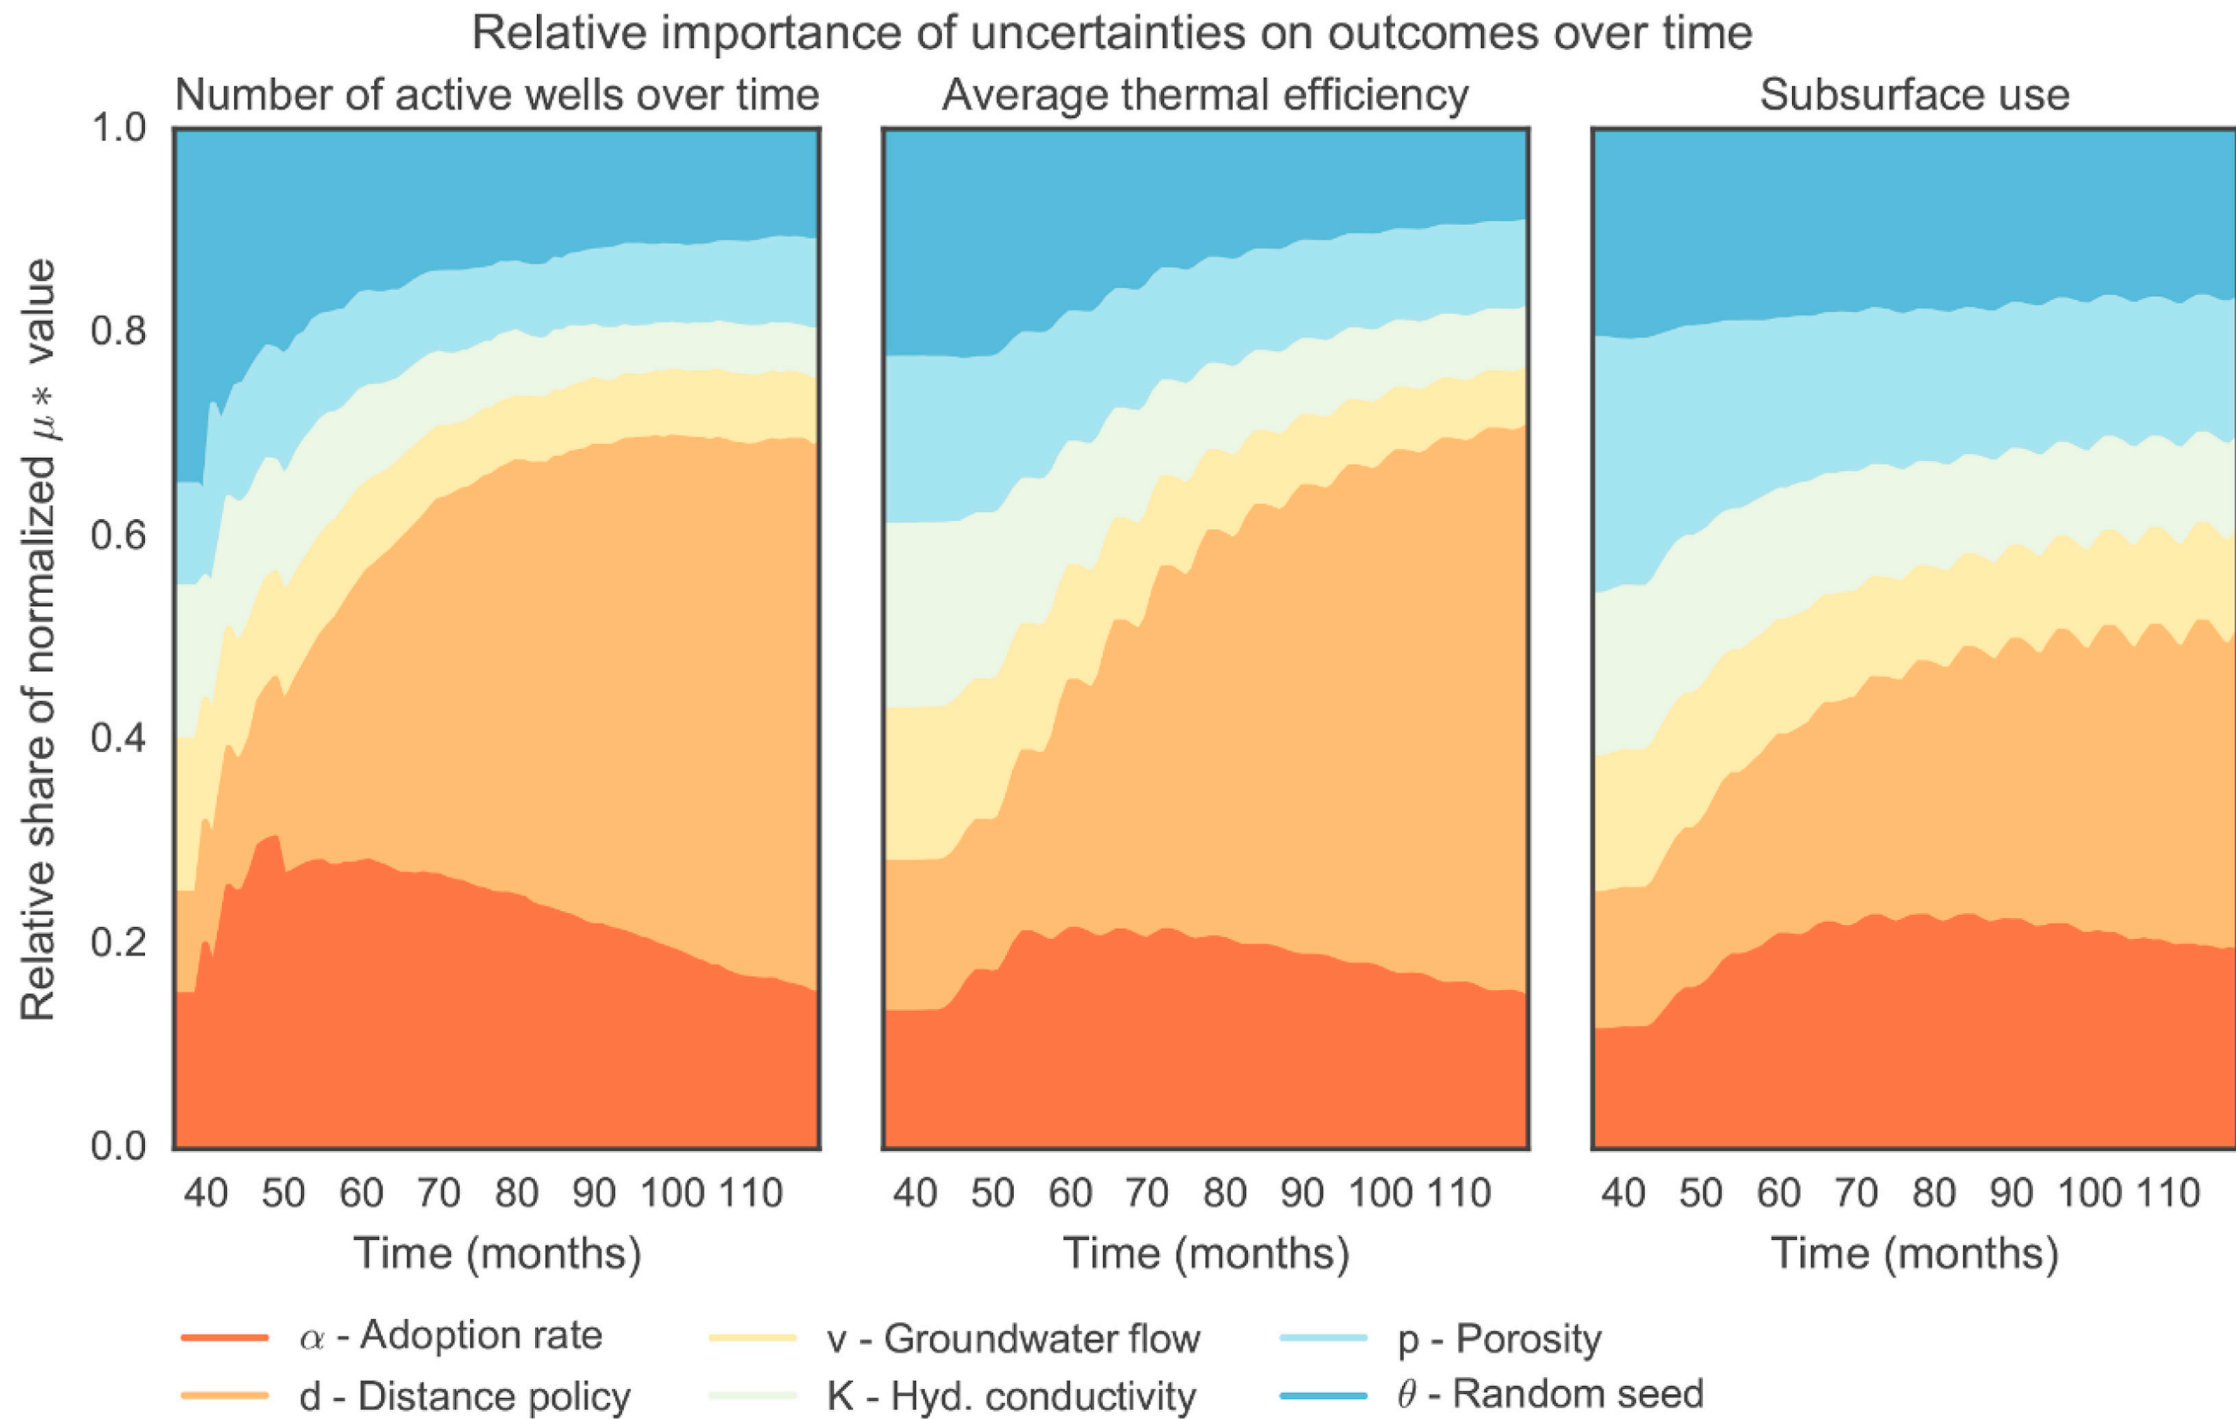 Relative importance of uncertainties on outcomes over time
Number of active wells over time
Average thermal efficiency
Subsurface use
Relative share of normalized μ* value
1.0
0.8
0.6
0.4
0.2
0.0
40 50 60 70 80 90 100 110
40 50 60 70 80 90 100 110
40 50 60 70 80 90 100 110
Time (months)
Time (months)
Time (months)
α - Adoption rate
d - Distance policy
v - Groundwater flow
K - Hyd. conductivity
p - Porosity
θ - Random seed